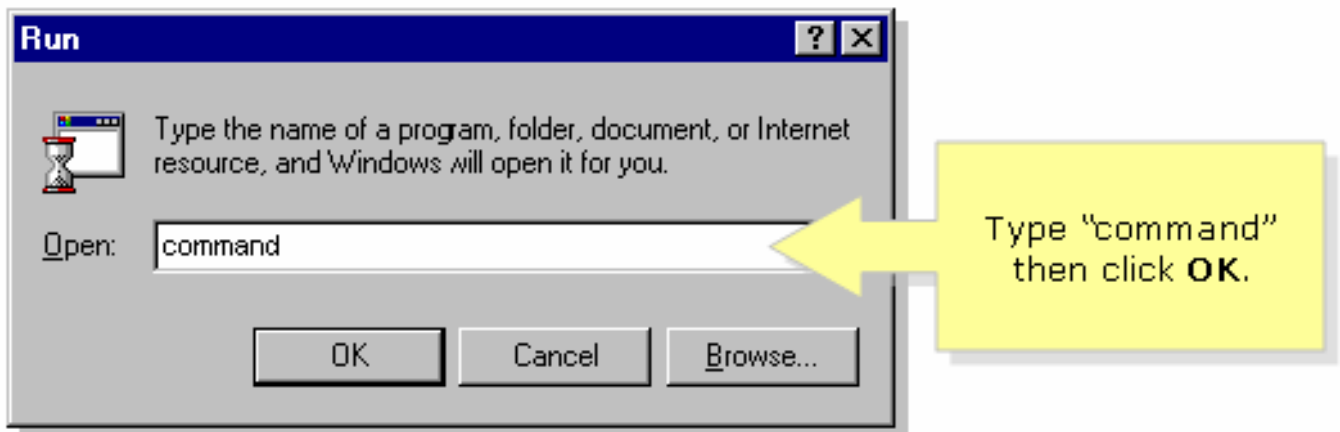 Run
Type the name of a program, folder, document, or Internet
resource, and Windows will open it for you.
Open: command
OK Cancel Browse...
Type “command”
then click OK.